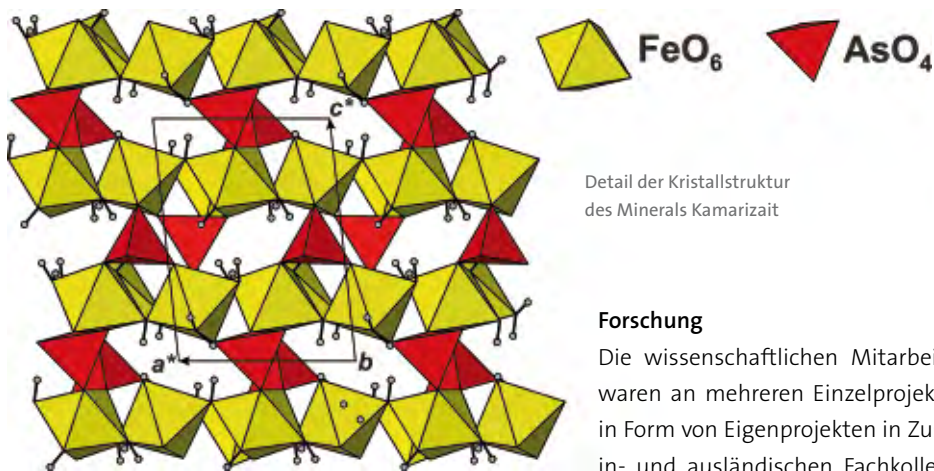 FeO₆
AsO₄
c*
a*
b
Detail der Kristallstruktur
des Minerals Kamarizait
Forschung
Die wissenschaftlichen Mitarbei
waren an mehreren Einzelprojek
in Form von Eigenprojekten in Zu
in- und ausländischen Fachkolle